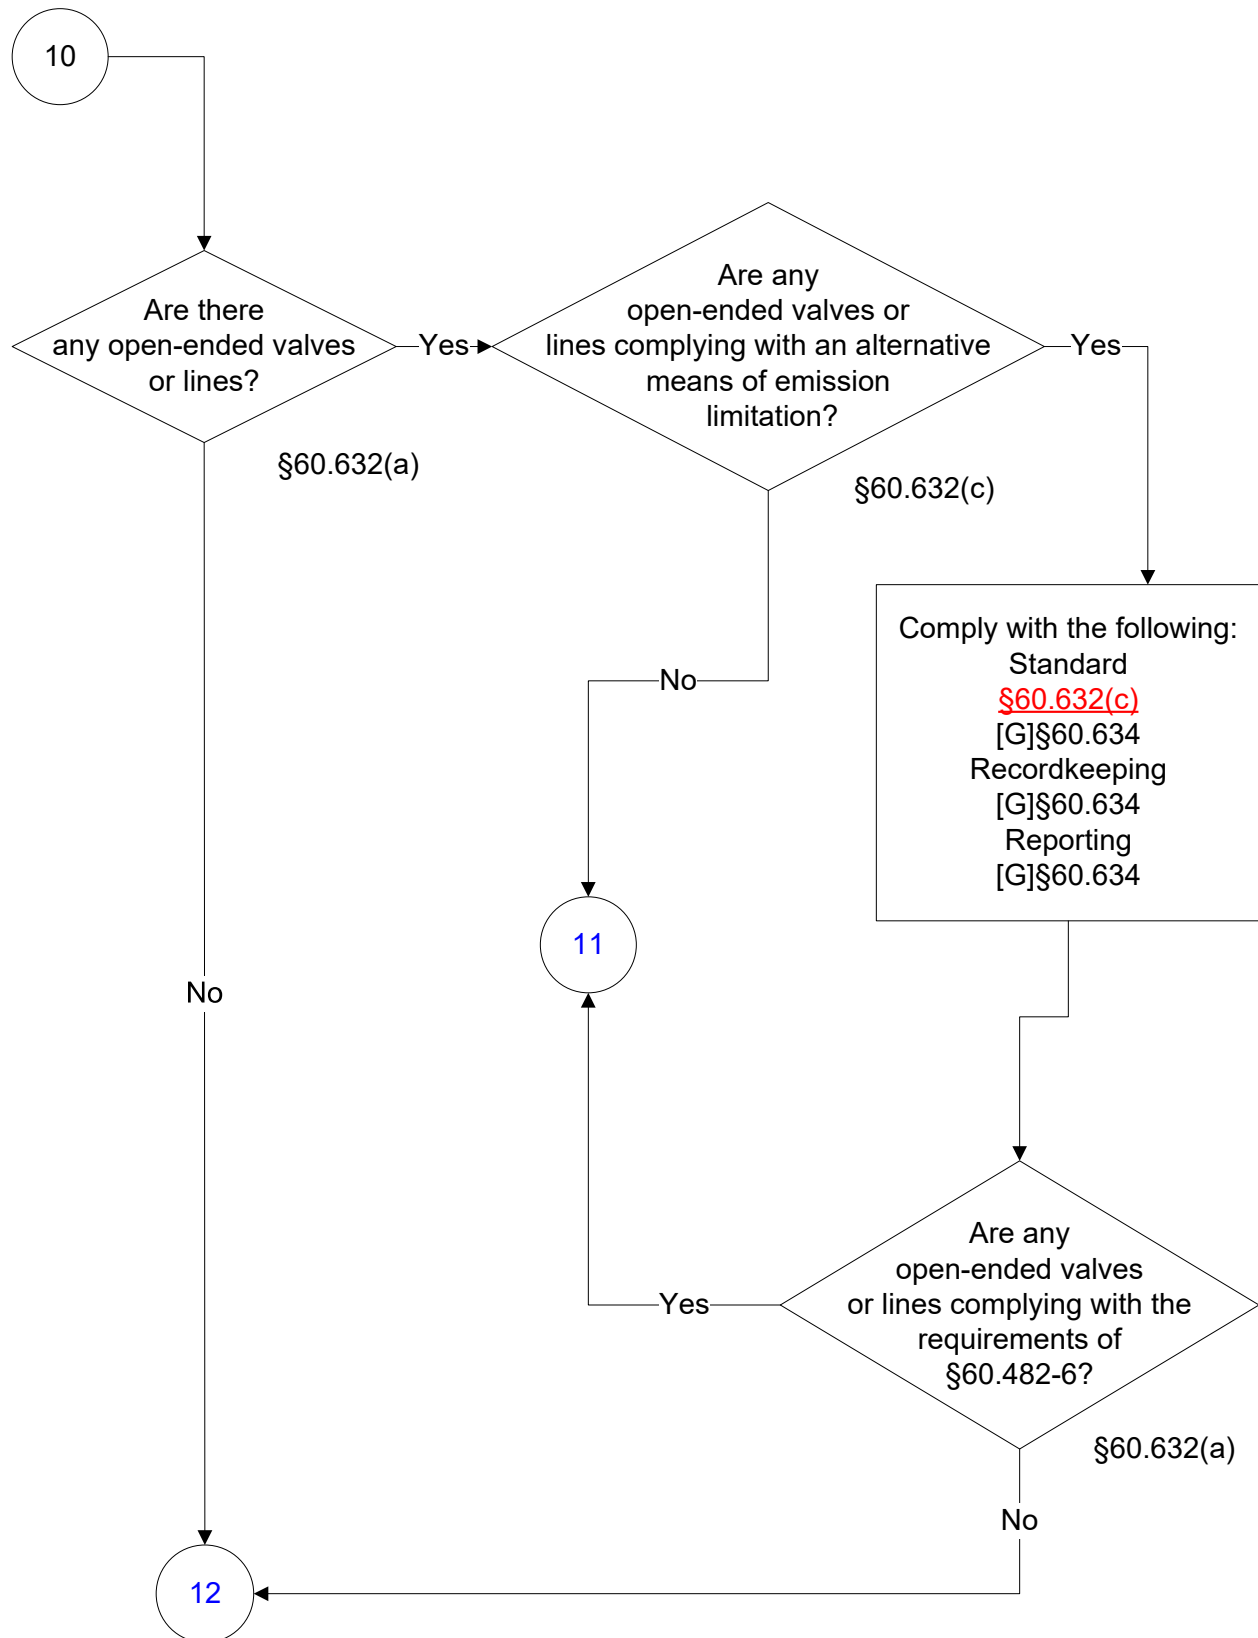 10
Are there
any open-ended valves
or lines?
Yes
§60.632(a)
Are any
open-ended valves or
lines complying with an alternative
means of emission
limitation?
Yes
§60.632(c)
No
Comply with the following:
Standard
§60.632(c)
[G]§60.634
Recordkeeping
[G]§60.634
Reporting
[G]§60.634
11
No
Are any
open-ended valves
or lines complying with the
requirements of
§60.482-6?
Yes
§60.632(a)
No
12